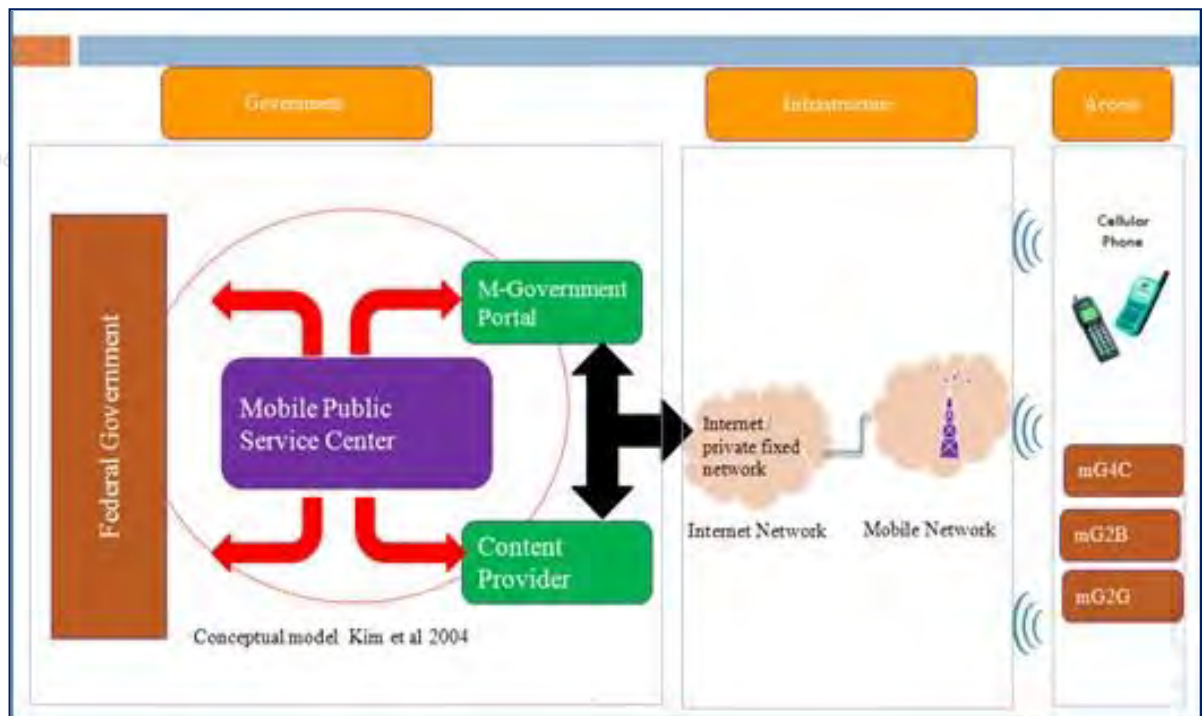 Government
Infrastructure
Access
Federal Government
M-Government
Portal
Mobile Public
Service Center
Content
Provider
Conceptual model Kim et al 2004
Internet /
private fixed
network
Internet Network
Mobile Network
Cellular
Phone
mG4C
mG2B
mG2G